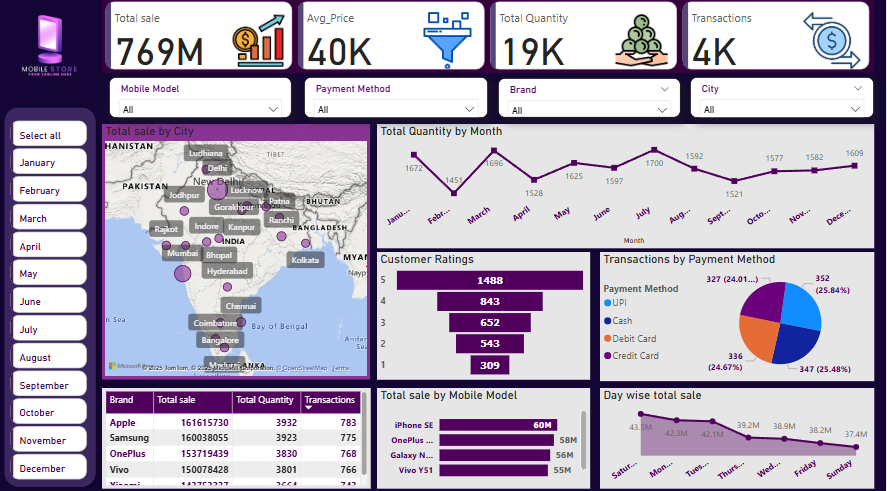 Total sale
769M
Avg_Price
40K
Total Quantity
19K
Transactions
4K
MOBILE STORE
Mobile Model
All
Payment Method
All
Brand
All
City
All
Select all
January
February
March
April
May
June
July
August
September
October
November
December
Total sale by City
HANISTAN
TIBET
PAKISTAN
BHUTAN
BANGLADESH
INDIA
MYAN
Ludhiana
Delhi
New Delhi
Lucknow
Patna
Jodhpur
Gorakhpur
Ranchi
Rajkot
Indore
Kanpur
Mumbai
Bhopal
Kolkata
Hyderabad
Chennai
Coimbatore
Bangalore
Bay of Bengal
an Sea
Nayp
Andar
Sea
ANKA
© 2025 TomTom, © 2025 Microsoft Corporation, © OpenStreetMap Terms
Total Quantity by Month
1672
1451
1696
1528
1625
1597
1700
1592
1521
1577
1582
1609
Janu...
Febr...
March
April
May
June
July
Aug...
Sept...
Octo...
Nov...
Dece...
Month
Customer Ratings
5 1488
4 843
3 652
2 543
1 309
Transactions by Payment Method
Payment Method
UPI
Cash
Debit Card
Credit Card
327 (24.01...)
352
(25.84%)
336
(24.67%)
347 (25.48%)
Brand Total sale Total Quantity Transactions
Apple 161615730 3932 783
Samsung 160038055 3923 775
OnePlus 153719439 3830 768
Vivo 150078428 3801 766
Total sale by Mobile Model
iPhone SE 60M
OnePlus ... 58M
Galaxy N... 56M
Vivo Y51 55M
Day wise total sale
43.5M
42.3M
42.1M
39.2M
38.9M
38.2M
37.4M
Satur...
Mon...
Tues...
Thurs...
Wed...
Friday
Sunday